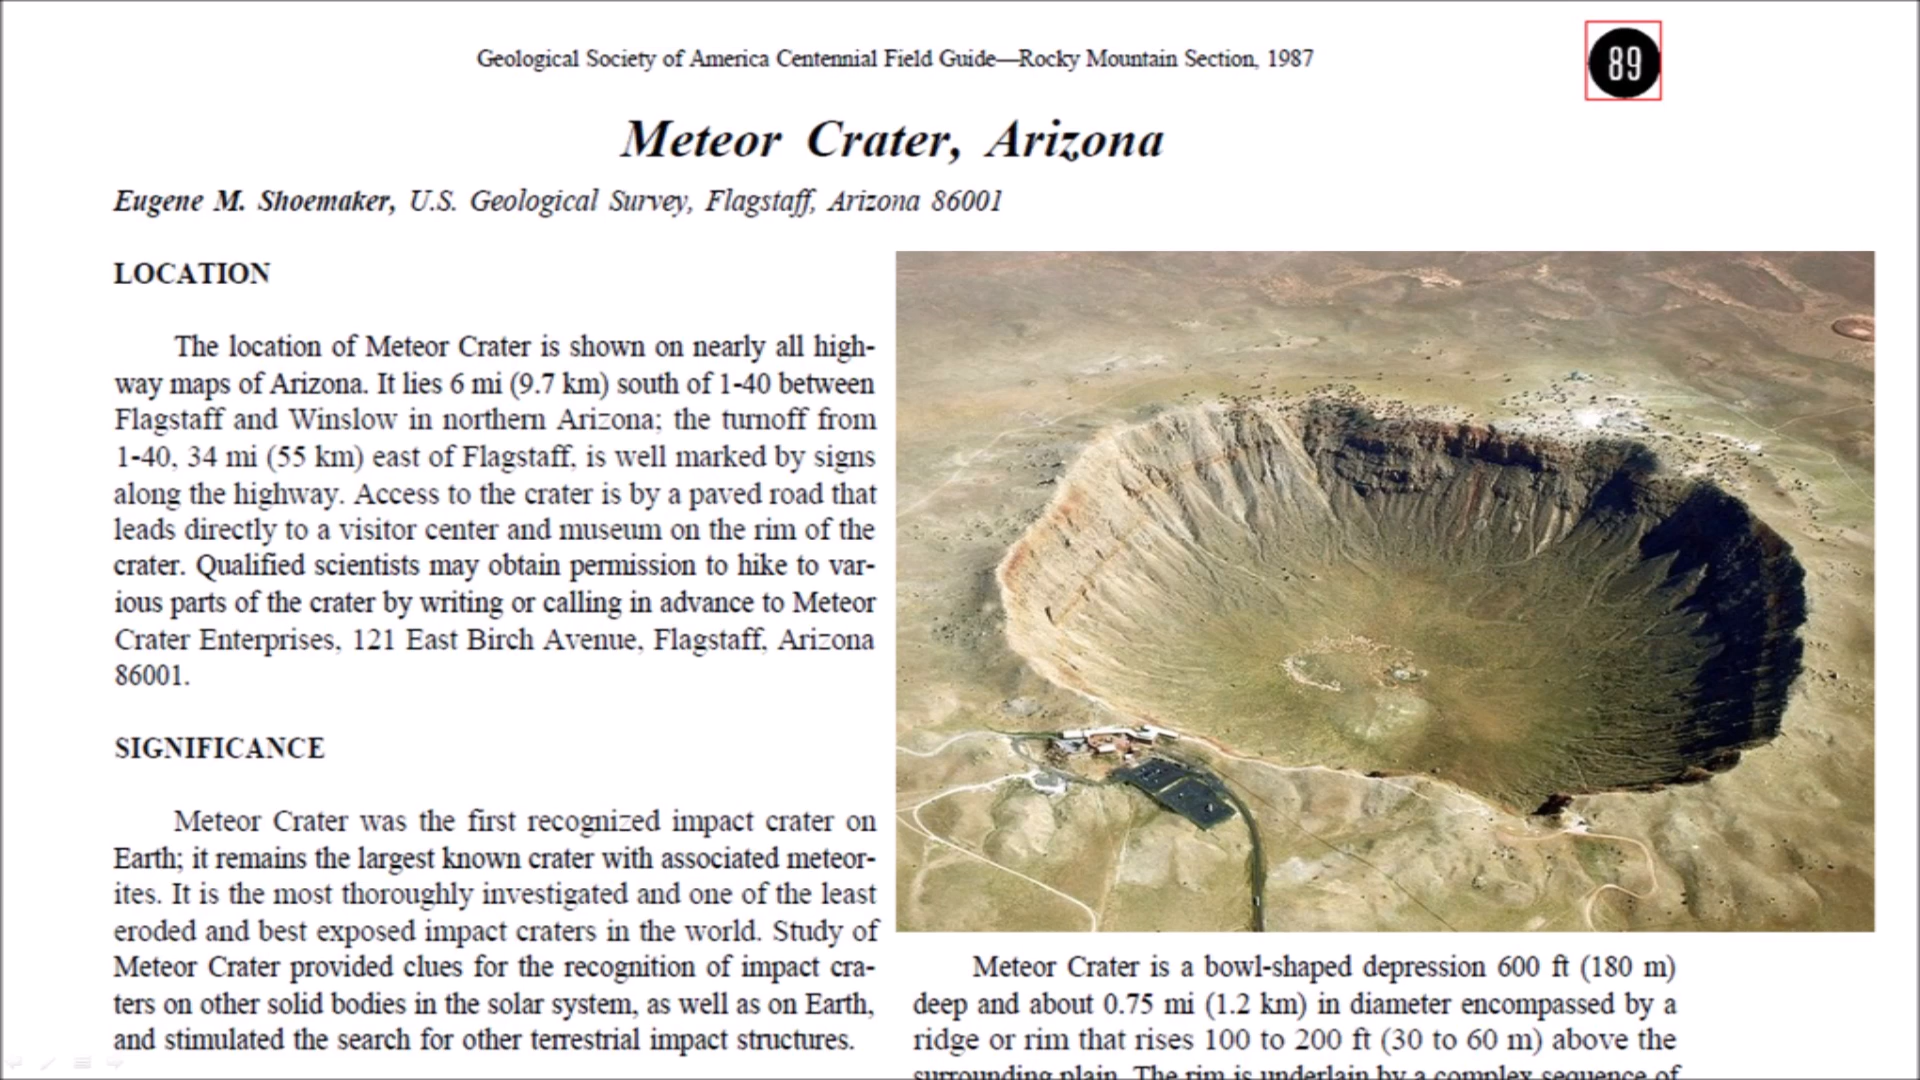 Geological Society of America Centennial Field Guide—Rocky Mountain Section, 1987
89
Meteor Crater, Arizona
Eugene M. Shoemaker, U.S. Geological Survey, Flagstaff, Arizona 86001
LOCATION
The location of Meteor Crater is shown on nearly all high-
way maps of Arizona. It lies 6 mi (9.7 km) south of 1-40 between
Flagstaff and Winslow in northern Arizona; the turnoff from
1-40, 34 mi (55 km) east of Flagstaff, is well marked by signs
along the highway. Access to the crater is by a paved road that
leads directly to a visitor center and museum on the rim of the
crater. Qualified scientists may obtain permission to hike to var-
ious parts of the crater by writing or calling in advance to Meteor
Crater Enterprises, 121 East Birch Avenue, Flagstaff, Arizona
86001.
SIGNIFICANCE
Meteor Crater was the first recognized impact crater on
Earth; it remains the largest known crater with associated meteor-
ites. It is the most thoroughly investigated and one of the least
eroded and best exposed impact craters in the world. Study of
Meteor Crater provided clues for the recognition of impact cra-
ters on other solid bodies in the solar system, as well as on Earth,
and stimulated the search for other terrestrial impact structures.
Meteor Crater is a bowl-shaped depression 600 ft (180 m)
deep and about 0.75 mi (1.2 km) in diameter encompassed by a
ridge or rim that rises 100 to 200 ft (30 to 60 m) above the
surrounding plain. The rim is underlain by a complex sequence of